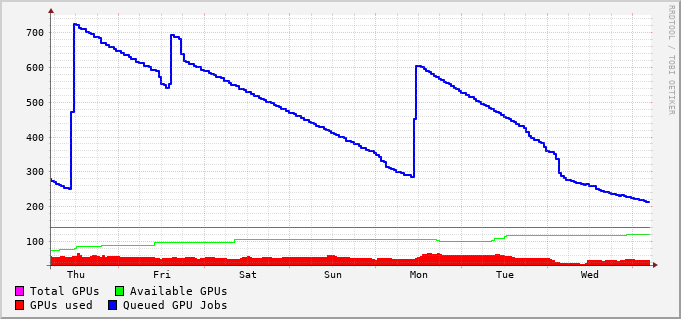 700
600
500
400
300
200
100
Thu Fri Sat Sun Mon Tue Wed
Total GPUs Available GPUs
GPUs used Queued GPU Jobs
RRDTOOL / TOBI OETIKER